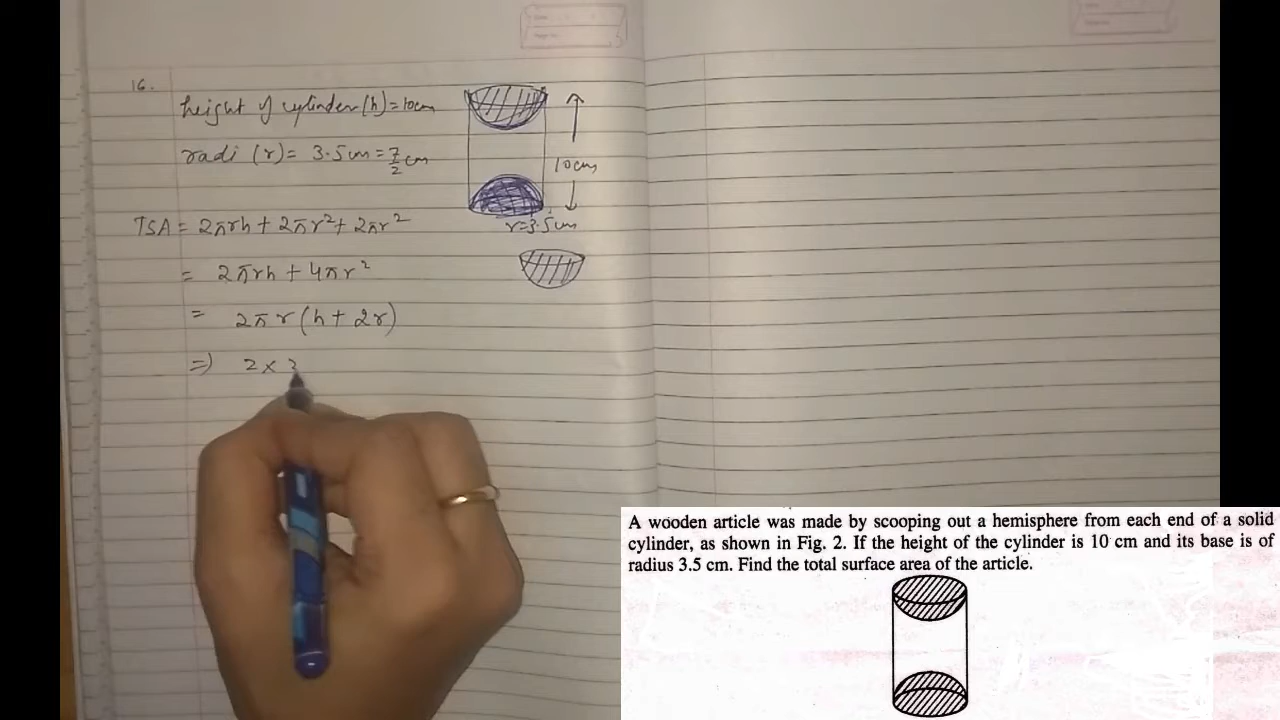 16.
height of cylinder (h) = 10cm
radi (r) = 3.5cm = 7/2 cm
10cm
r=3.5cm
TSA = 2πrh + 2πr² + 2πr²
= 2πrh + 4πr²
= 2πr(h + 2r)
=) 2 × 2
A wooden article was made by scooping out a hemisphere from each end of a solid
cylinder, as shown in Fig. 2. If the height of the cylinder is 10 cm and its base is of
radius 3.5 cm. Find the total surface area of the article.